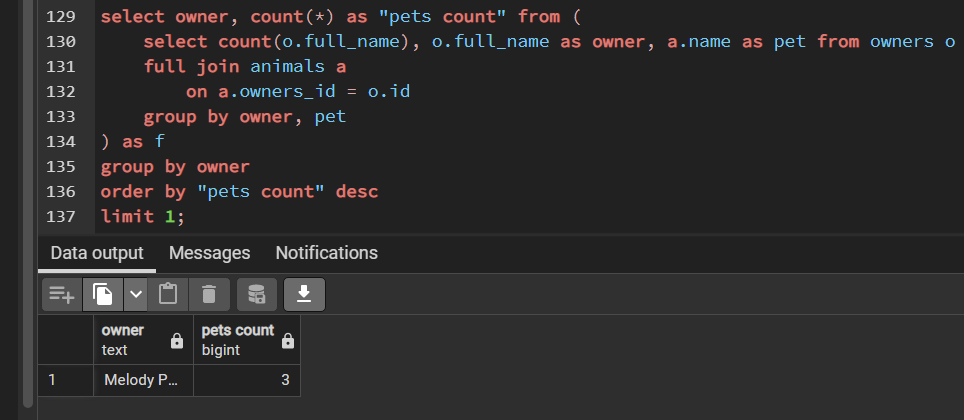 129 select owner, count(*) as "pets count" from (
130 select count(o.full_name), o.full_name as owner, a.name as pet from owners o
131 full join animals a
132 on a.owners_id = o.id
133 group by owner, pet
134 ) as f
135 group by owner
136 order by "pets count" desc
137 limit 1;
Data output Messages Notifications
owner pets count
text bigint
1 Melody P... 3